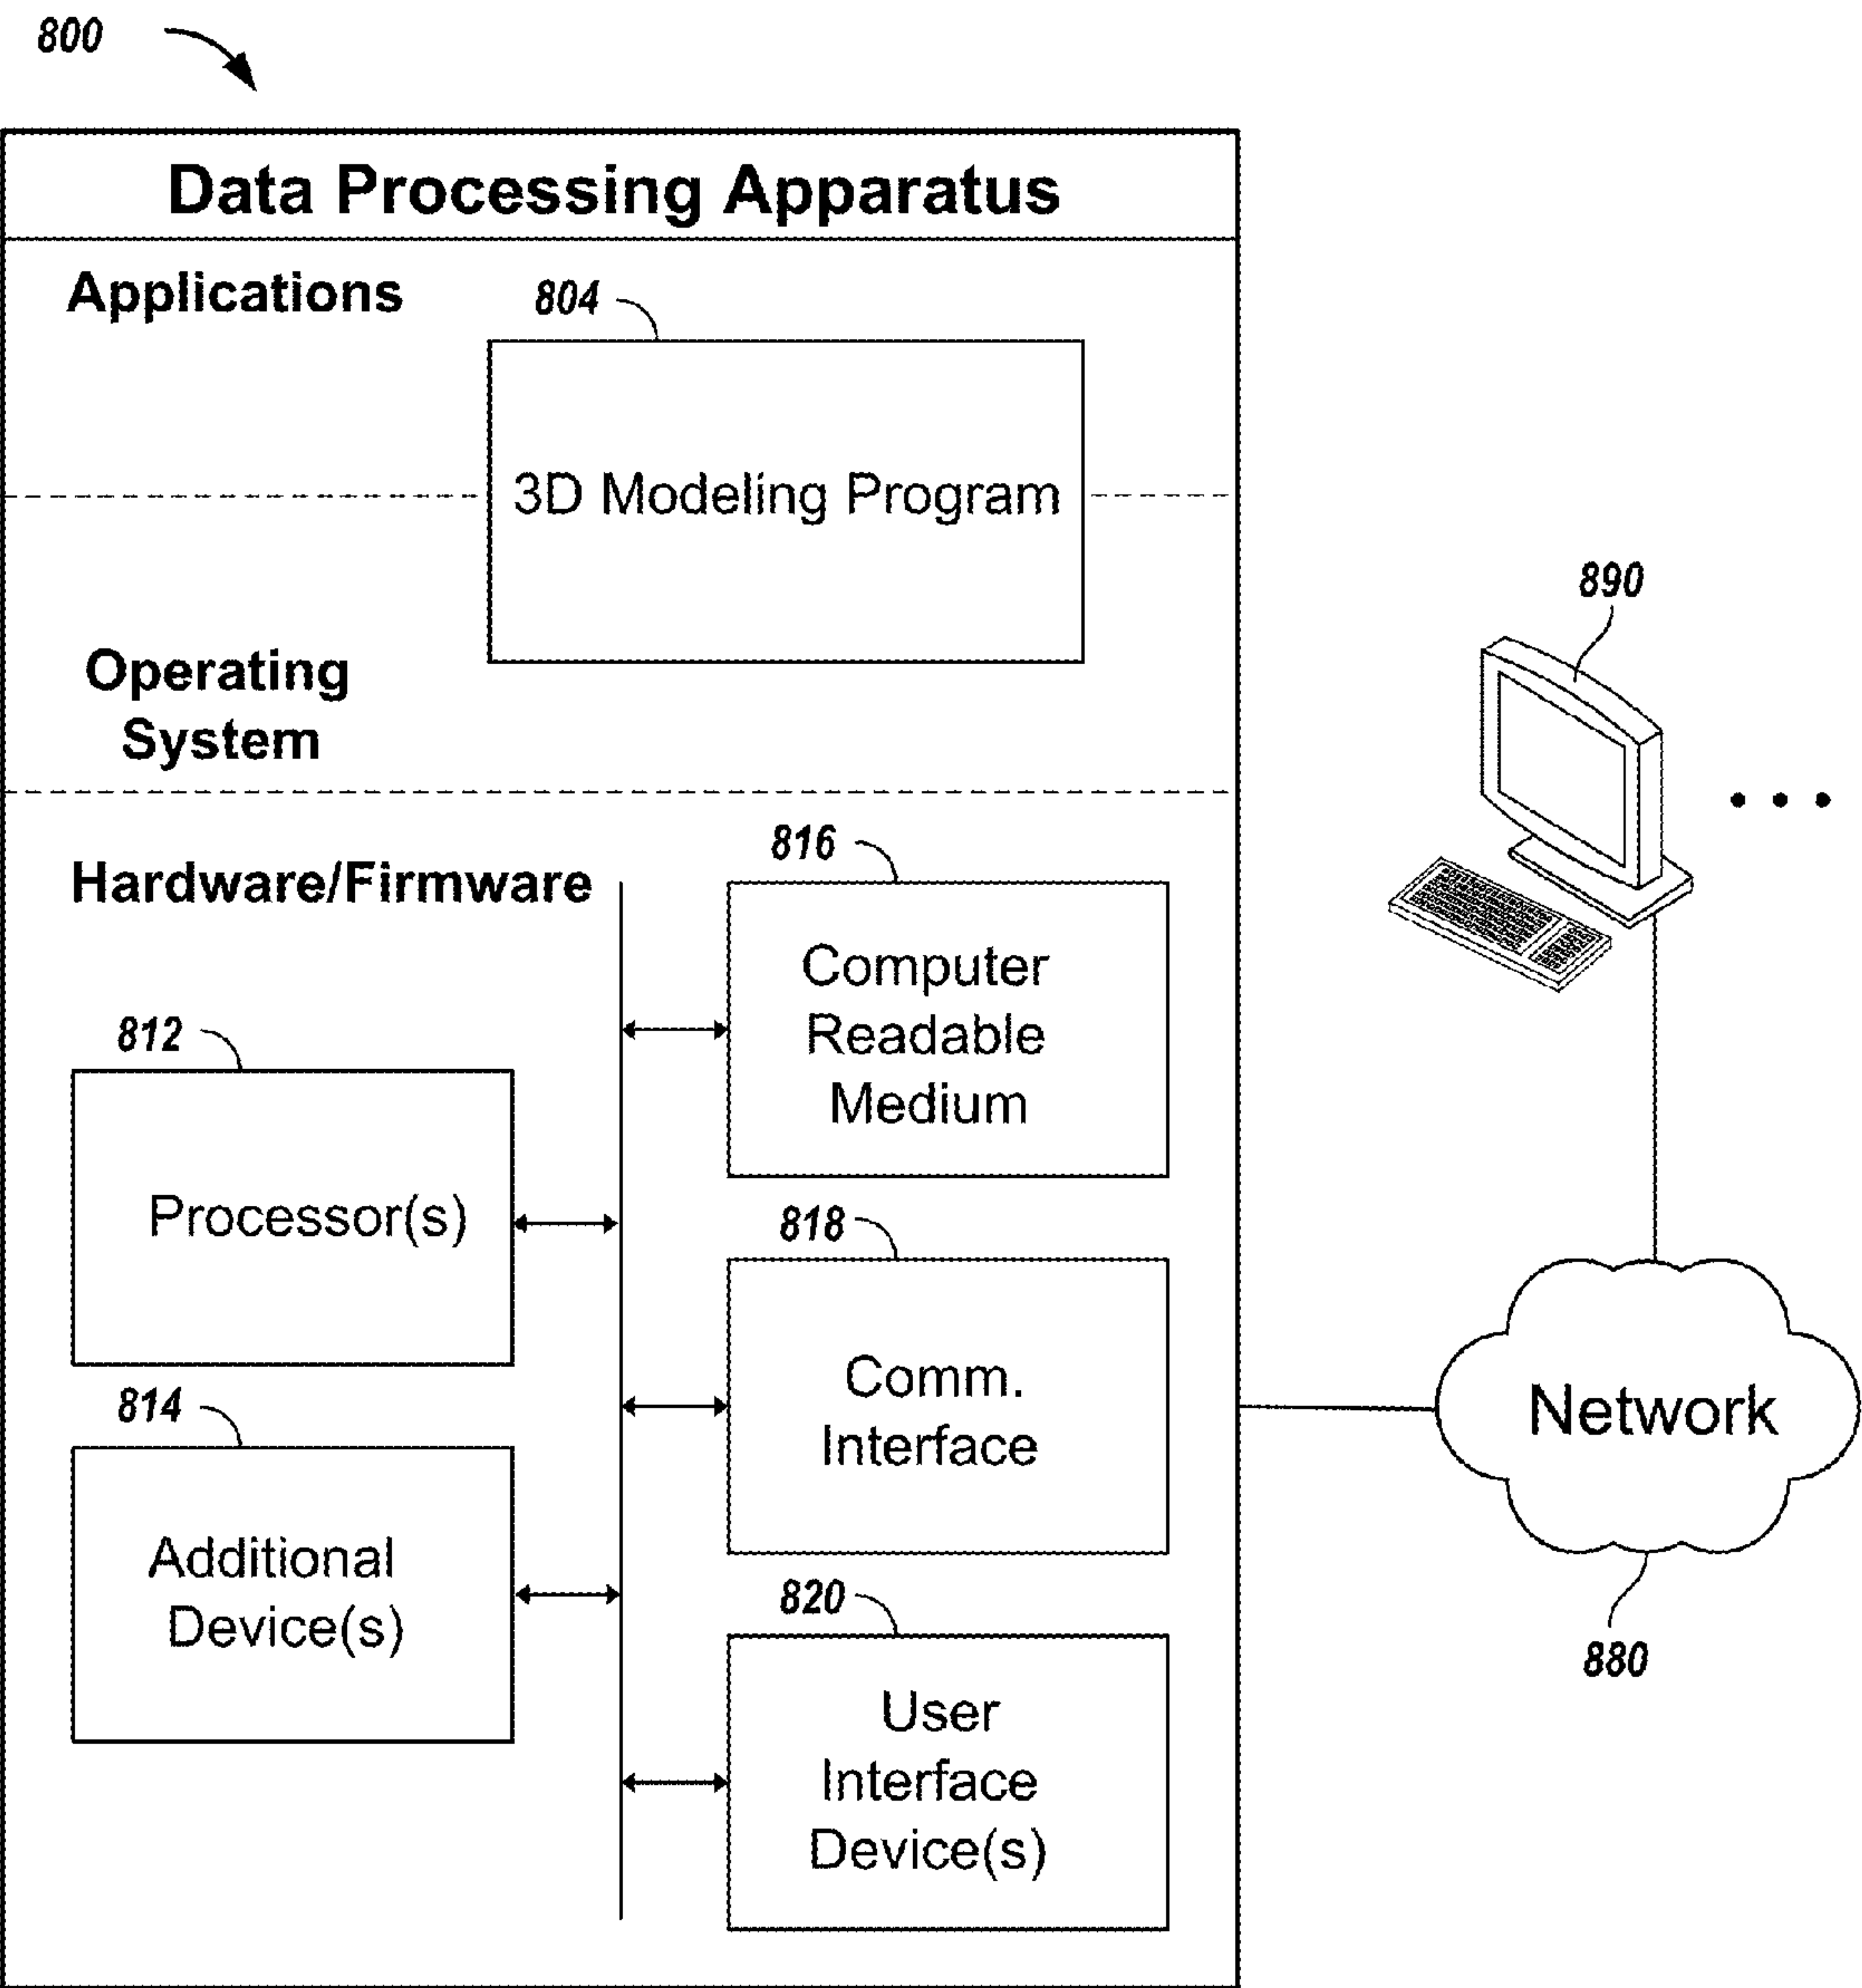 800
Data Processing Apparatus
Applications
804
3D Modeling Program
Operating
System
Hardware/Firmware
816
Computer
Readable
Medium
812
Processor(s)
818
Comm.
Interface
814
Additional
Device(s)
820
User
Interface
Device(s)
890
Network
880